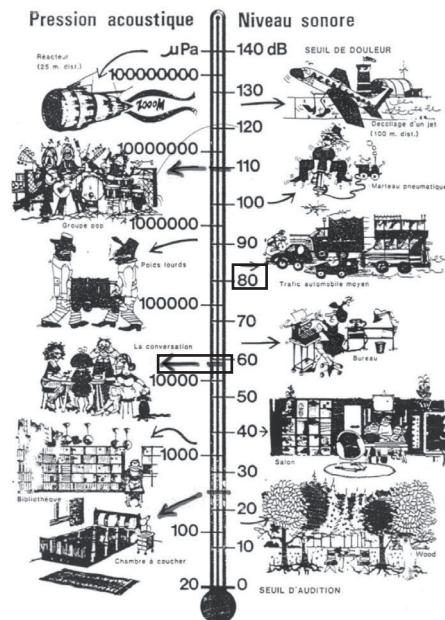 Pression acoustique
Niveau sonore
Réacteur
(25 m. dist.)
µPa
140 dB
SEUIL DE DOULEUR
100000000
130
Décollage d'un jet
(100 m. dist.)
120
10000000
110
Groupe pop
100
Marteau pneumatique
1000000
90
Poids lourds
80
Trafic automobile moyen
100000
70
La conversation
60
Bureau
10000
50
40
Salon
1000
30
Bibliothèque
20
100
10
Wood
Chambre à coucher
20
0
SEUIL D'AUDITION